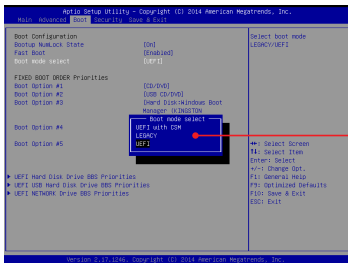 Aptio Setup Utility - Copyright (C) 2014 American Megatrends, Inc.
Main Advanced Boot Security Save & Exit
Boot Configuration
Bootup NumLock State [On]
Fast Boot [Enabled]
Boot mode select [UEFI]
FIXED BOOT ORDER Priorities
Boot Option #1 [CD/DVD]
Boot Option #2 [USB CD/DVD]
Boot Option #3 [Hard Disk:Windows Boot
Manager (KINGSTON
Boot Option #4
Boot Option #5
Boot mode select
UEFI with CSM
LEGACY
UEFI
UEFI Hard Disk Drive BBS Priorities
UEFI USB Hard Disk Drive BBS Priorities
UEFI NETWORK Drive BBS Priorities
Select boot mode
LEGACY/UEFI
→←: Select Screen
↑↓: Select Item
Enter: Select
+/-: Change Opt.
F1: General Help
F9: Optimized Defaults
F10: Save & Exit
ESC: Exit
Version 2.17.1246. Copyright (C) 2014 American Megatrends, Inc.